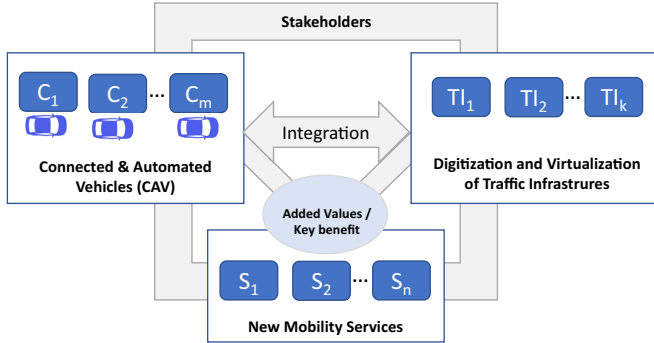 Stakeholders
C1 C2 ... Cm
TI1 TI2 ... TIk
Integration
Connected & Automated
Vehicles (CAV)
Digitization and Virtualization
of Traffic Infrastrures
Added Values /
Key benefit
S1 S2 ... Sn
New Mobility Services